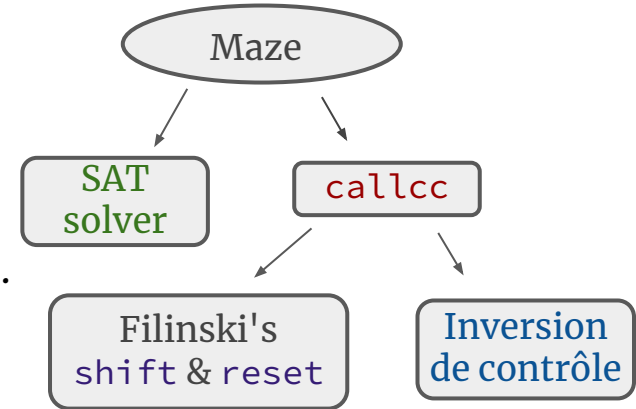 Maze
SAT
solver
callcc
.
Filinski's
shift & reset
Inversion
de contrôle